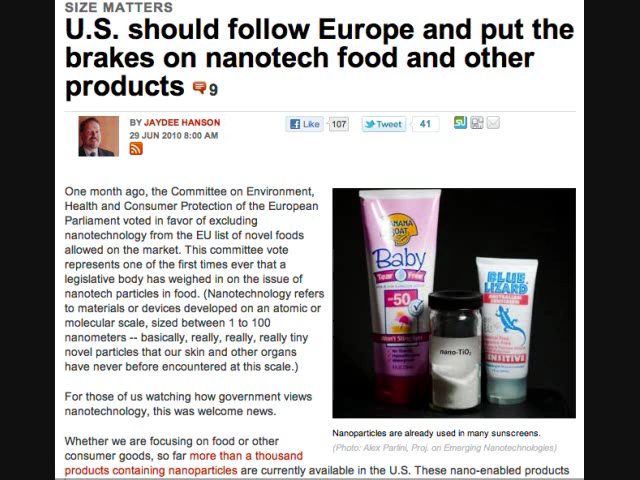 SIZE MATTERS
U.S. should follow Europe and put the
brakes on nanotech food and other
products 9
BY JAYDEE HANSON
29 JUN 2010 8:00 AM
Like 107
Tweet 41
One month ago, the Committee on Environment,
Health and Consumer Protection of the European
Parliament voted in favor of excluding
nanotechnology from the EU list of novel foods
allowed on the market. This committee vote
represents one of the first times ever that a
legislative body has weighed in on the issue of
nanotech particles in food. (Nanotechnology refers
to materials or devices developed on an atomic or
molecular scale, sized between 1 to 100
nanometers -- basically, really, really, really tiny
novel particles that our skin and other organs
have never before encountered at this scale.)
For those of us watching how government views
nanotechnology, this was welcome news.
Whether we are focusing on food or other
consumer goods, so far more than a thousand
products containing nanoparticles are currently available in the U.S. These nano-enabled products
BANANA
BOAT
Baby
Tear Free
50
Won't Sting Eyes
nano-TiO2
BLUE
LIZARD
AUSTRALIAN
SENSITIVE
Nanoparticles are already used in many sunscreens.
(Photo: Alex Parlini, Proj. on Emerging Nanotechnologies)